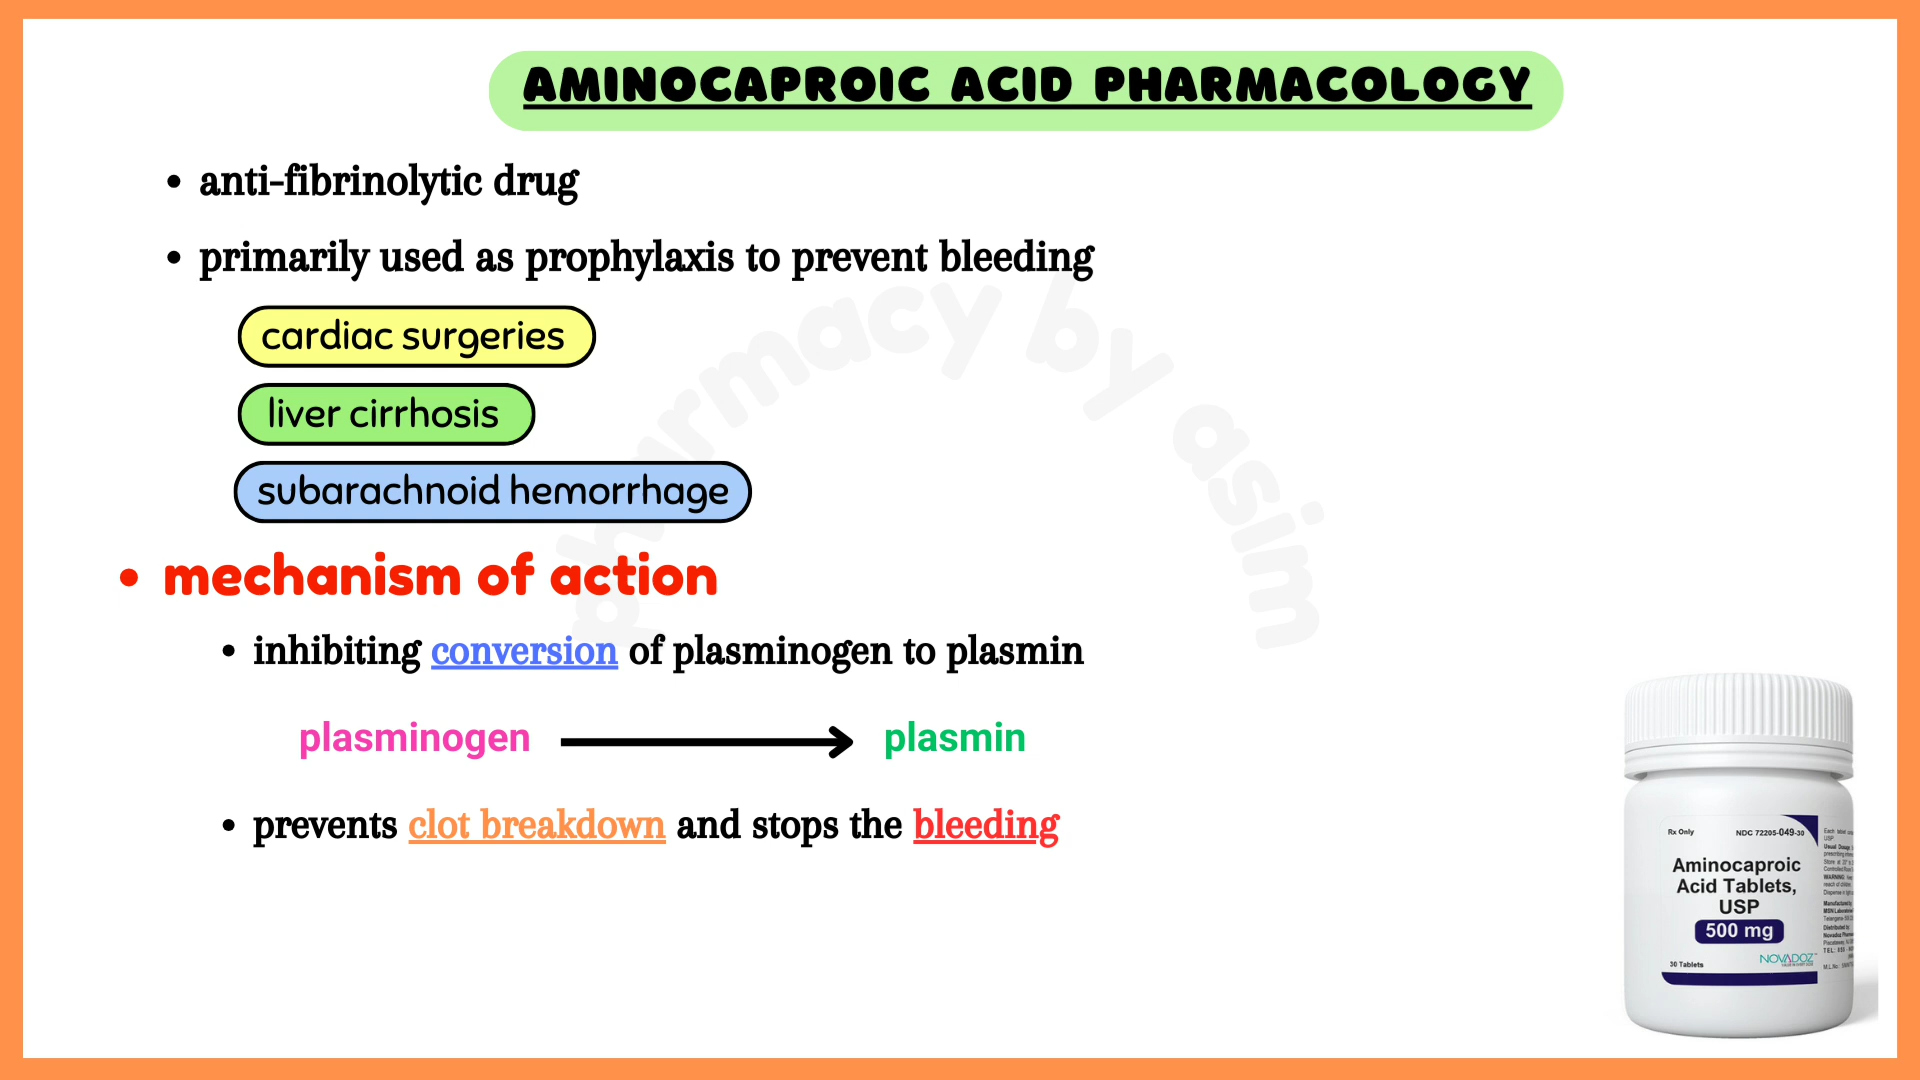 AMINOCAPROIC ACID PHARMACOLOGY
• anti-fibrinolytic drug
• primarily used as prophylaxis to prevent bleeding
cardiac surgeries
liver cirrhosis
subarachnoid hemorrhage
• mechanism of action
• inhibiting conversion of plasminogen to plasmin
plasminogen
plasmin
• prevents clot breakdown and stops the bleeding
pharmacy by asim
Rx Only
NDC 72205-049-30
Aminocaproic
Acid Tablets,
USP
500 mg
30 Tablets
NOVADOZ